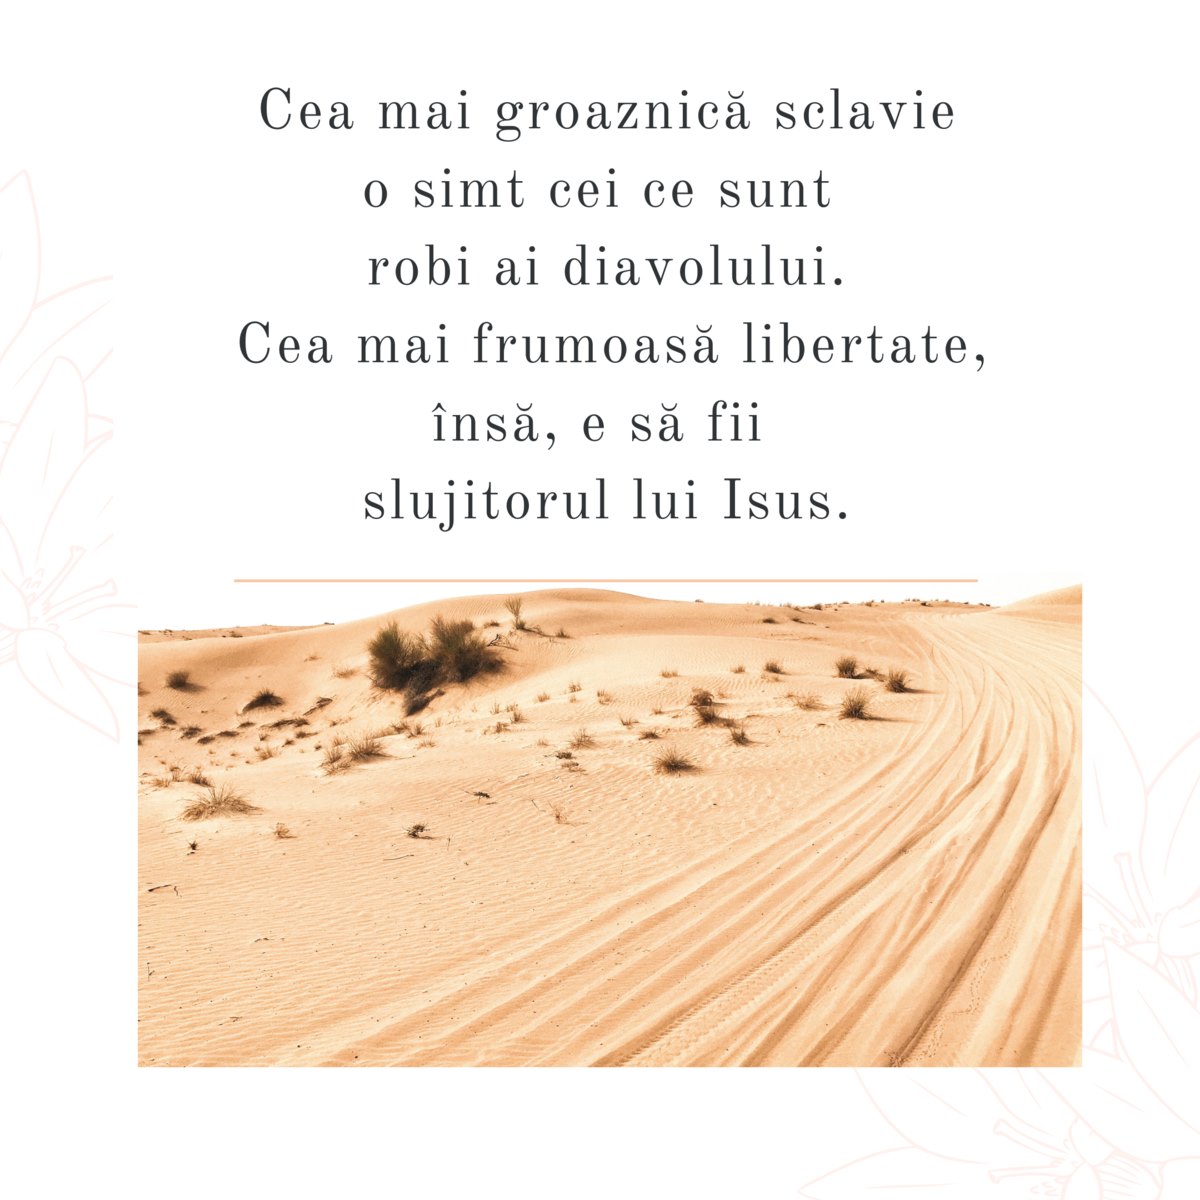 Cea mai groaznică sclavie
o simt cei ce sunt
robi ai diavolului.
Cea mai frumoasă libertate,
însă, e să fii
slujitorul lui Isus.